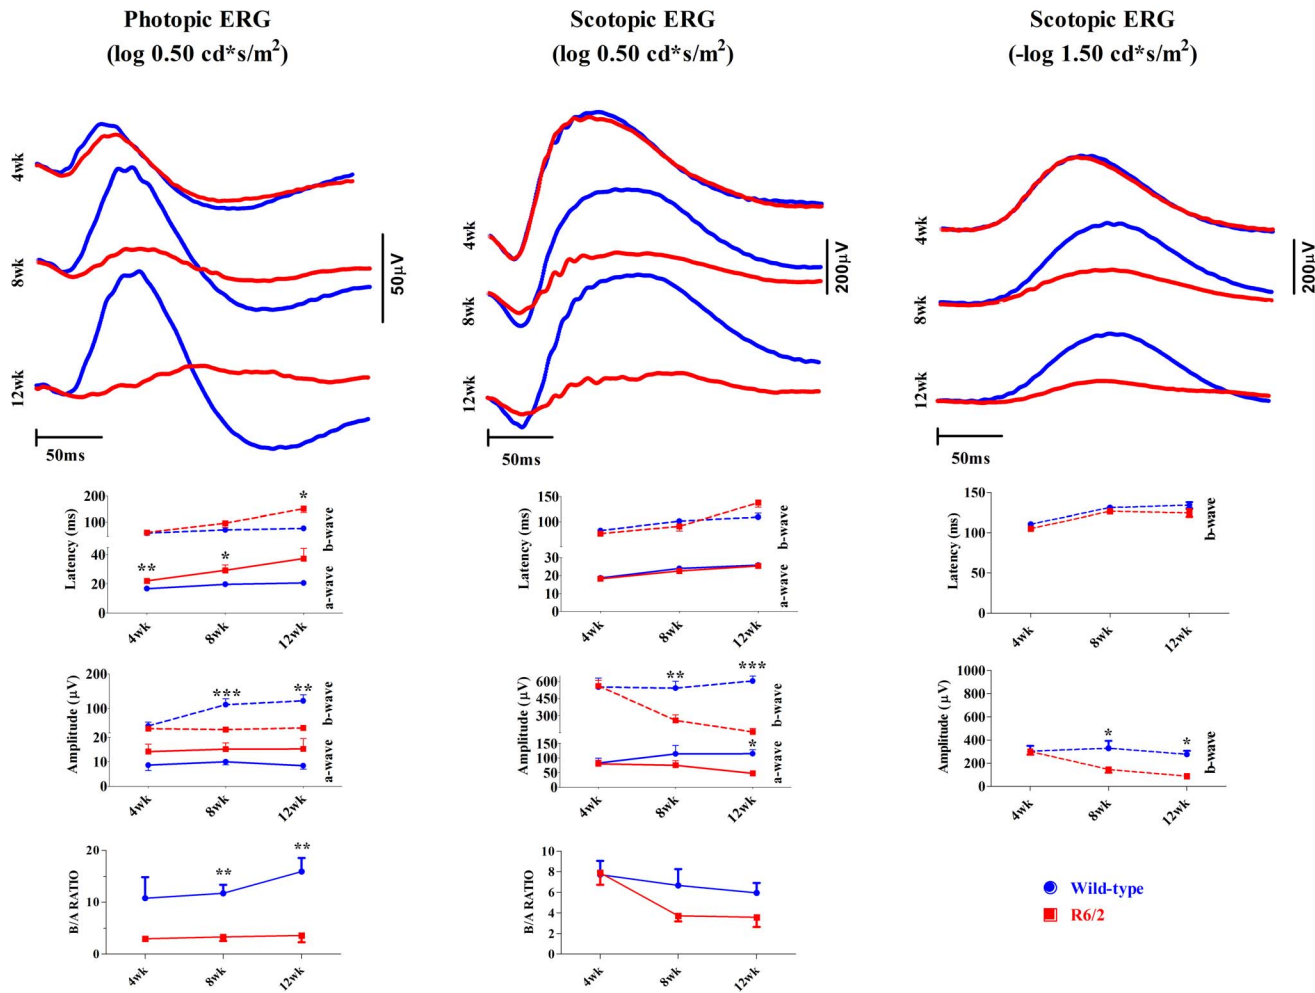 Photopic ERG
(log 0.50 cd*s/m²)
Scotopic ERG
(log 0.50 cd*s/m²)
Scotopic ERG
(-log 1.50 cd*s/m²)
4wk
8wk
12wk
50µV
50ms
4wk
8wk
12wk
200µV
50ms
4wk
8wk
12wk
200µV
50ms
Latency (ms)
200
100
40
20
0
**
*
*
b-wave
a-wave
4wk
8wk
12wk
Latency (ms)
150
100
30
20
10
0
b-wave
a-wave
4wk
8wk
12wk
Latency (ms)
150
100
50
0
b-wave
4wk
8wk
12wk
Amplitude (µV)
200
100
20
10
0
***
**
b-wave
a-wave
4wk
8wk
12wk
Amplitude (µV)
600
450
300
150
100
50
0
**
***
*
b-wave
a-wave
4wk
8wk
12wk
Amplitude (µV)
1000
800
600
400
200
0
*
*
b-wave
4wk
8wk
12wk
B/A RATIO
20
10
0
**
**
4wk
8wk
12wk
B/A RATIO
10
8
6
4
2
0
4wk
8wk
12wk
Wild-type
R6/2